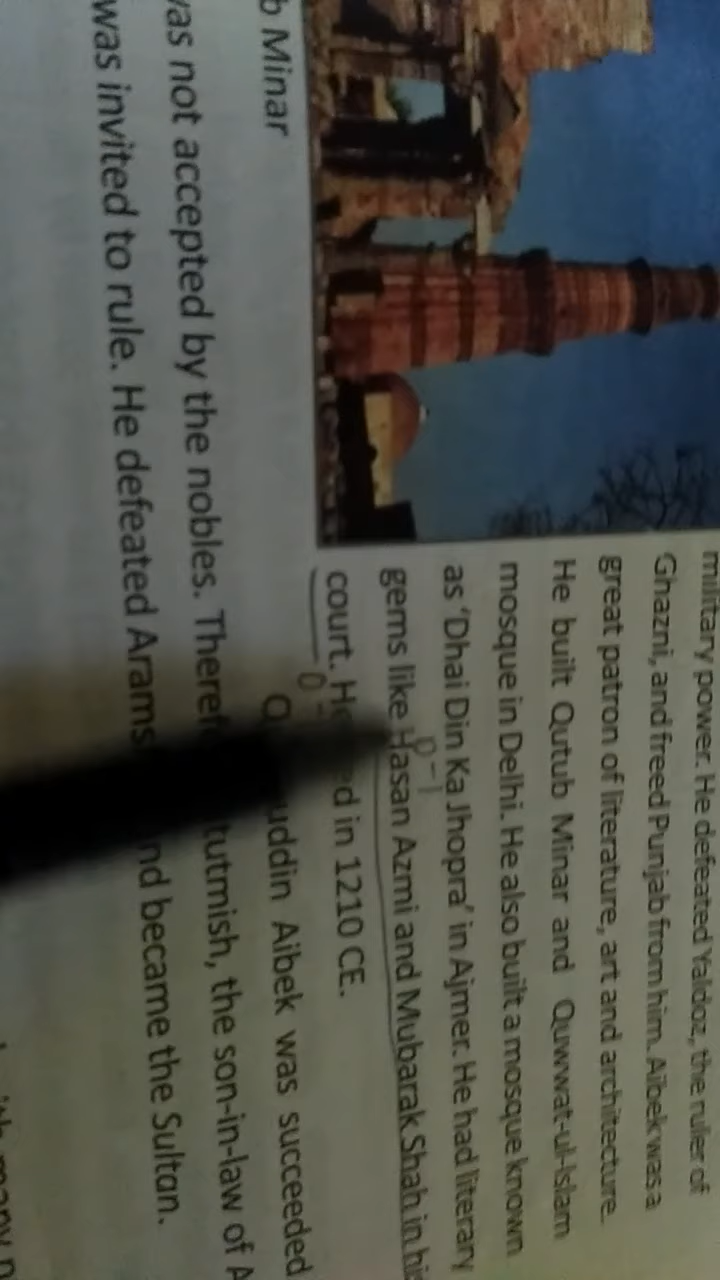 military power. He defeated Yaldoz, the ruler of
Ghazni, and freed Punjab from him. Aibek was a
great patron of literature, art and architecture.
He built Qutub Minar and Quwwat-ul-Islam
mosque in Delhi. He also built a mosque known
as ‘Dhai Din Ka Jhopra’ in Ajmer. He had literary
gems like Hasan Azmi and Mubarak Shah in
court. in 1210 CE.
b Minar
uddin Aibek was succeeded
was not accepted by the nobles. tutmish, the son-in-law of A
was invited to rule. He defeated Arams nd became the Sultan.